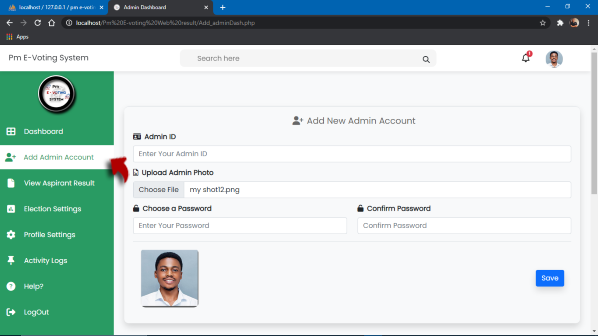 localhost / 127.0.0.1 / pm e-voti
Admin Dashboard
localhost/Pm%20E-voting%20Web%20result/Add_adminDash.php
Apps
Pm E-Voting System
Search here
Pm
E-voting
SYSTEM
Dashboard
Add Admin Account
View Aspirant Result
Election Settings
Profile Settings
Activity Logs
Help?
LogOut
Add New Admin Account
Admin ID
Enter Your Admin ID
Upload Admin Photo
Choose File
my shot12.png
Choose a Password
Confirm Password
Enter Your Password
Confirm Password
Save